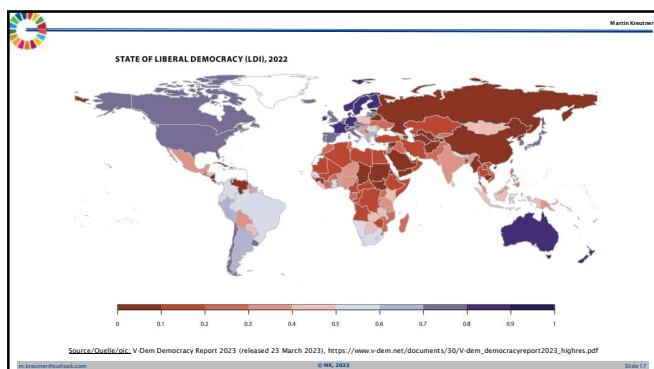 Martin Kreutner
STATE OF LIBERAL DEMOCRACY (LDI), 2022
0 0.1 0.2 0.3 0.4 0.5 0.6 0.7 0.8 0.9 1
Source/Quelle/pic: V-Dem Democracy Report 2023 (released 23 March 2023), https://www.v-dem.net/documents/30/V-dem_democracyreport2023_highres.pdf
m.kreutner@outlook.com © MK, 2023 Slide 17